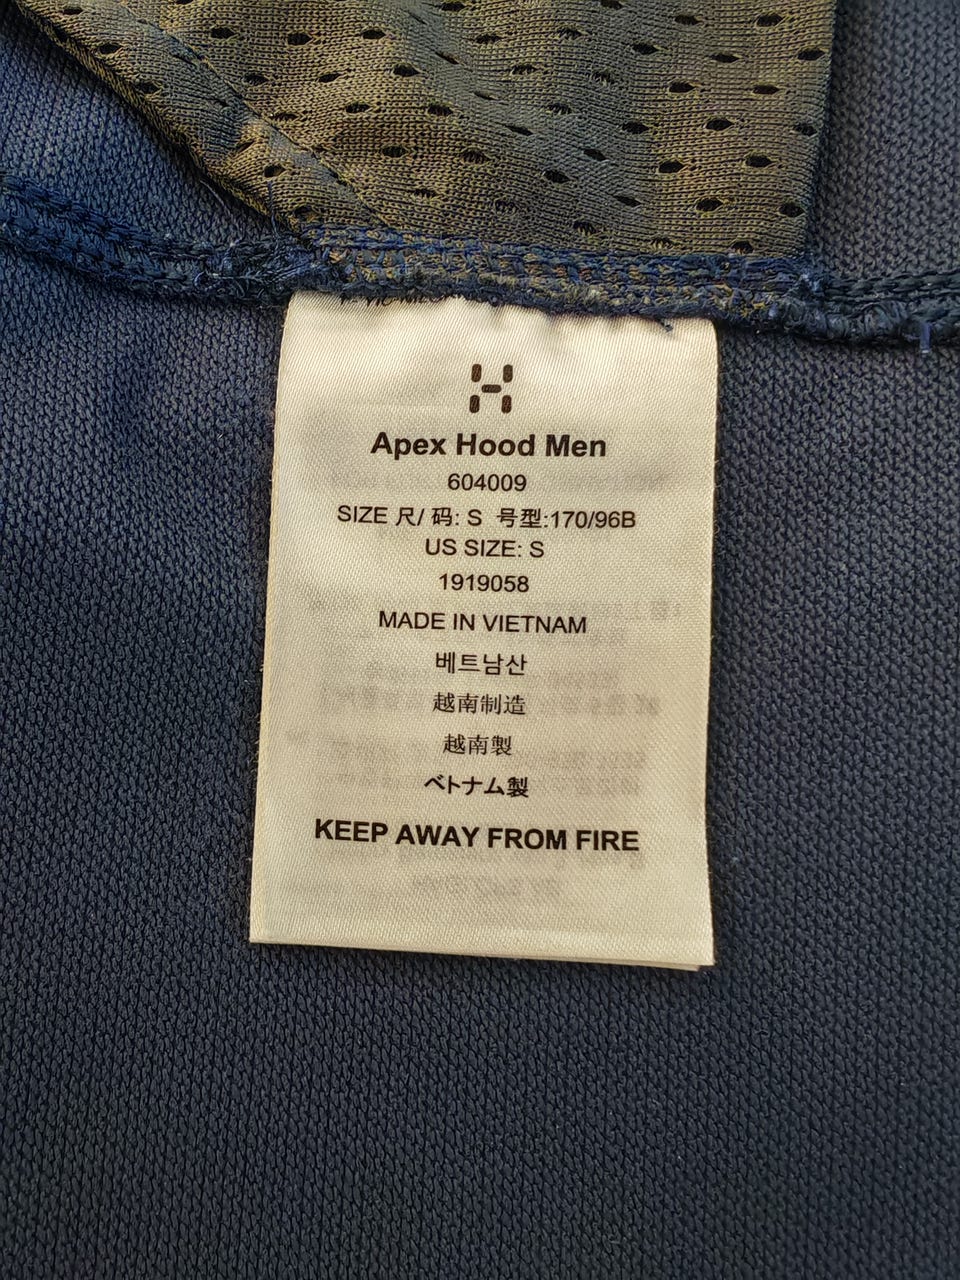 Apex Hood Men
604009
SIZE 尺/ 码: S 号型:170/96B
US SIZE: S
1919058
MADE IN VIETNAM
베트남산
越南制造
越南製
ベトナム製
KEEP AWAY FROM FIRE